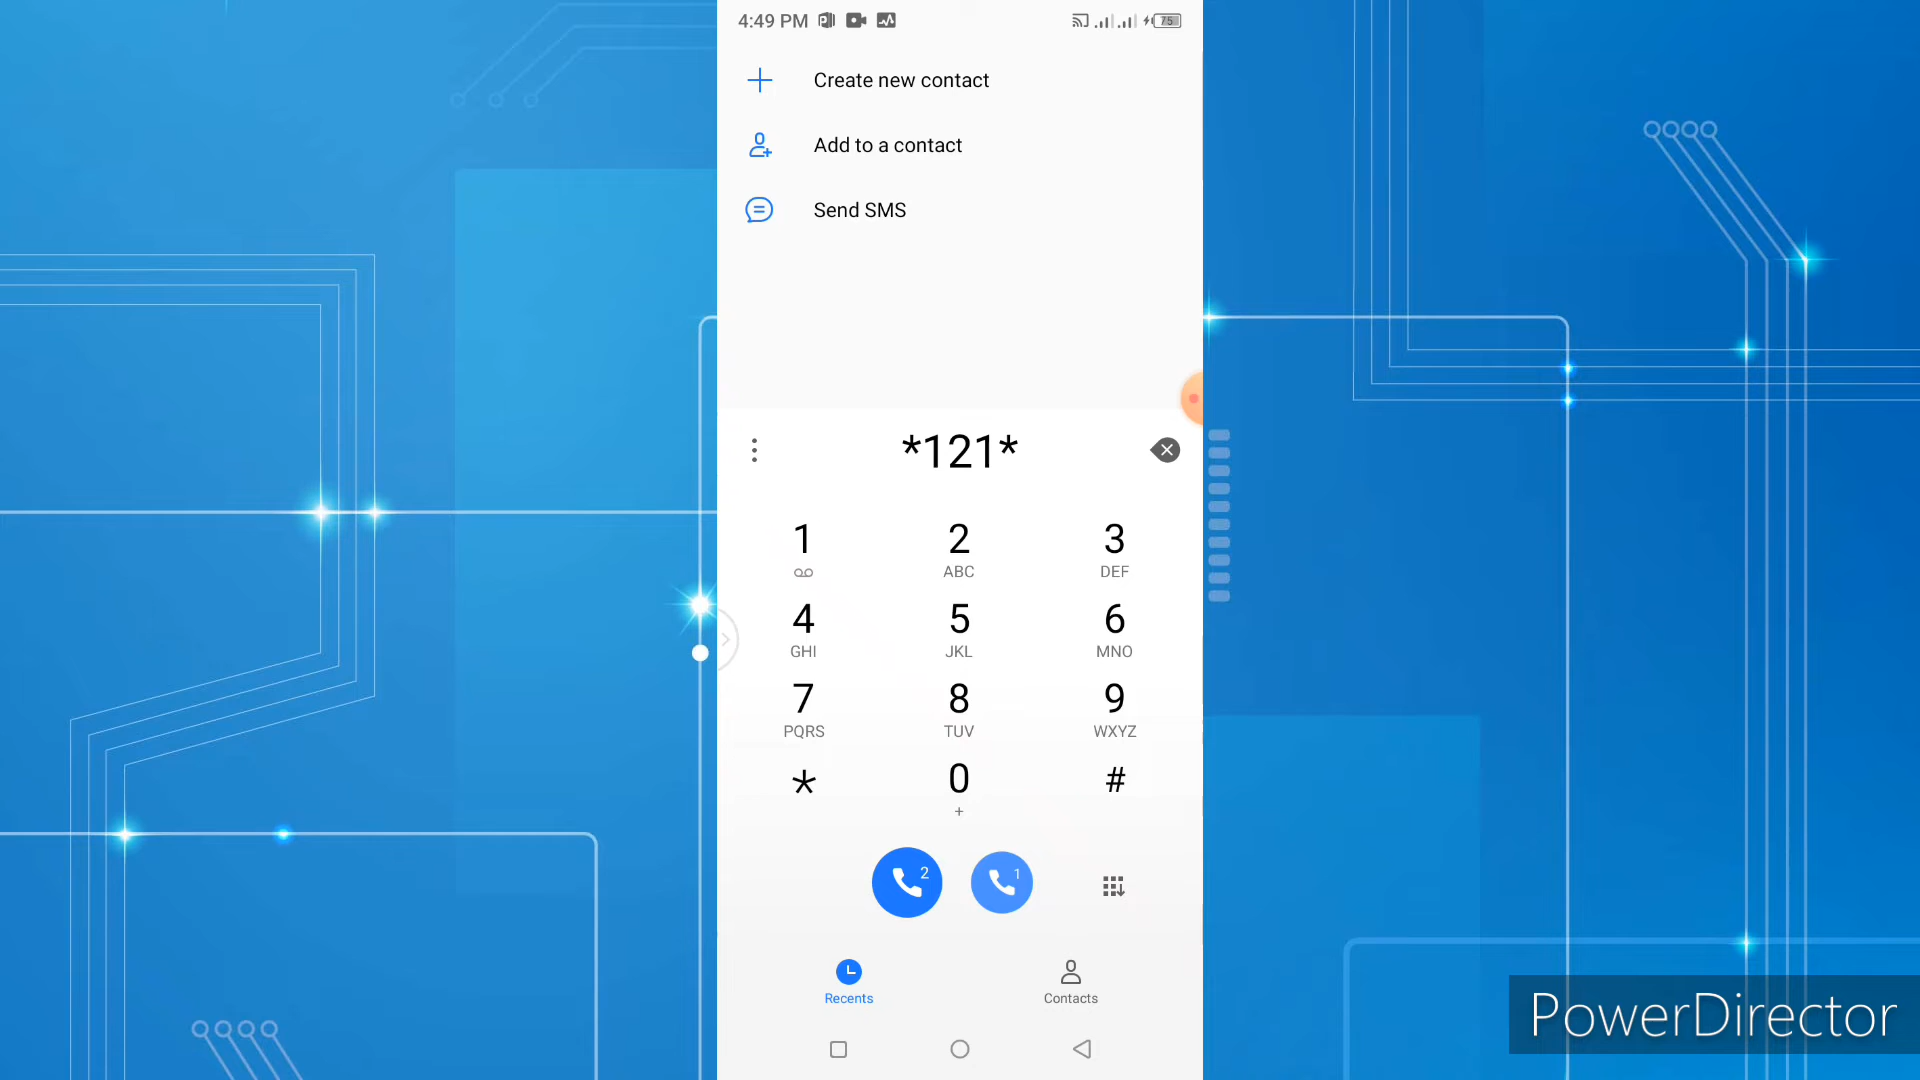 4:49 PM 75
Create new contact
Add to a contact
Send SMS
*121*
1 2 3
ABC DEF
4 5 6
GHI JKL MNO
7 8 9
PQRS TUV WXYZ
* 0 #
+
2 1
Recents Contacts
PowerDirector